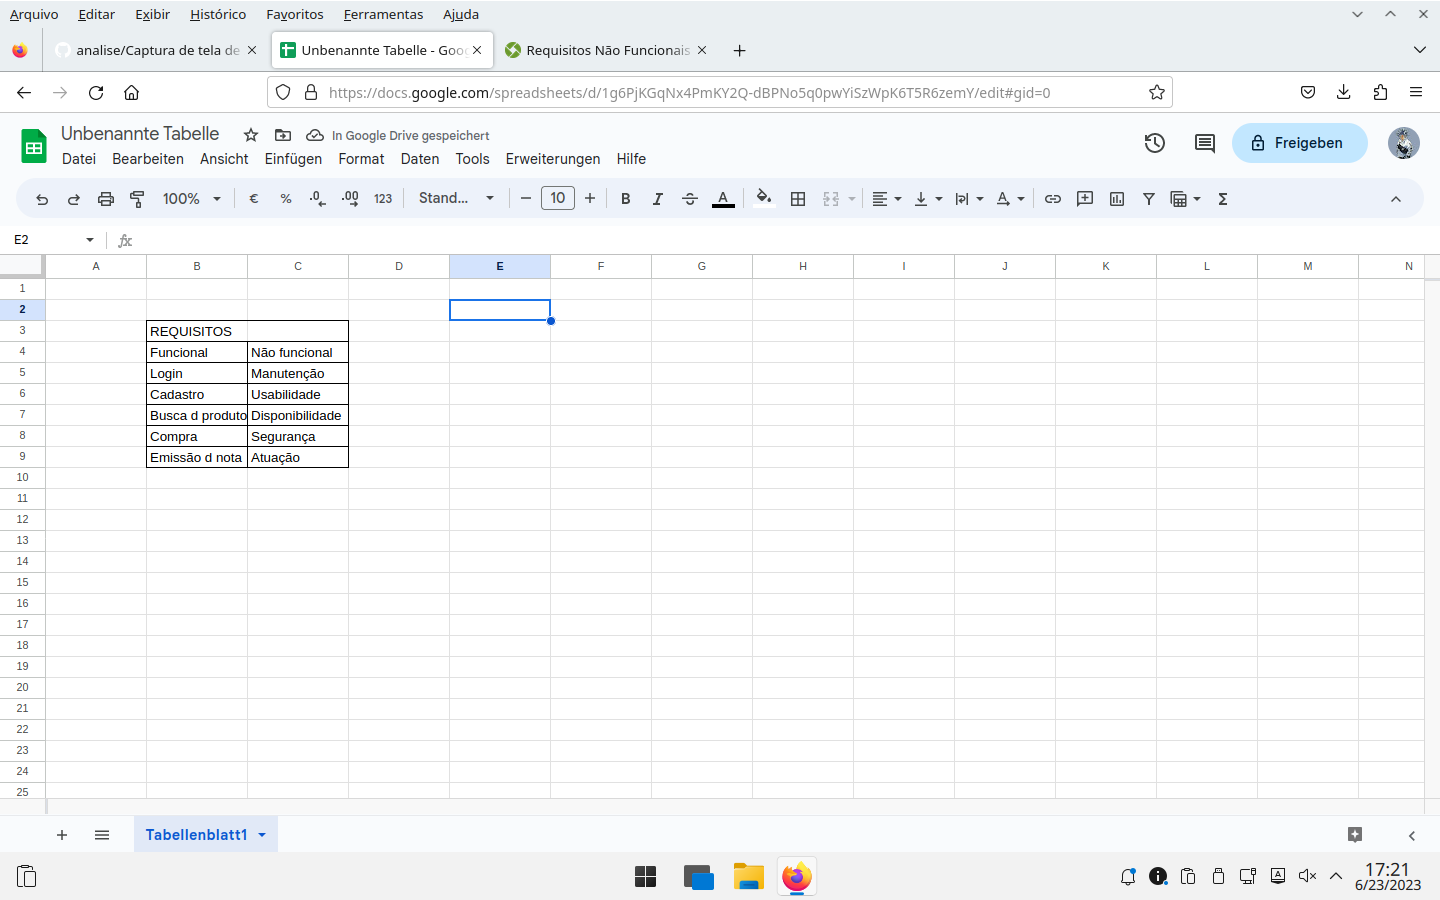 Arquivo Editar Exibir Histórico Favoritos Ferramentas Ajuda
analise/Captura de tela de Unbenannte Tabelle - Goog Requisitos Não Funcionais
https://docs.google.com/spreadsheets/d/1g6PjKGqNx4PmKY2Q-dBPNo5q0pwYiSzWpK6T5R6zemY/edit#gid=0
Unbenannte Tabelle In Google Drive gespeichert
Datei Bearbeiten Ansicht Einfügen Format Daten Tools Erweiterungen Hilfe
Freigeben
100% € % .0 .00 123 Stand... 10 B I S A A Σ
E2 fx
A B C D E F G H I J K L M N
1
2
3 REQUISITOS
4 Funcional Não funcional
5 Login Manutenção
6 Cadastro Usabilidade
7 Busca d produto Disponibilidade
8 Compra Segurança
9 Emissão d nota Atuação
10
11
12
13
14
15
16
17
18
19
20
21
22
23
24
25
Tabellenblatt1
17:21
6/23/2023